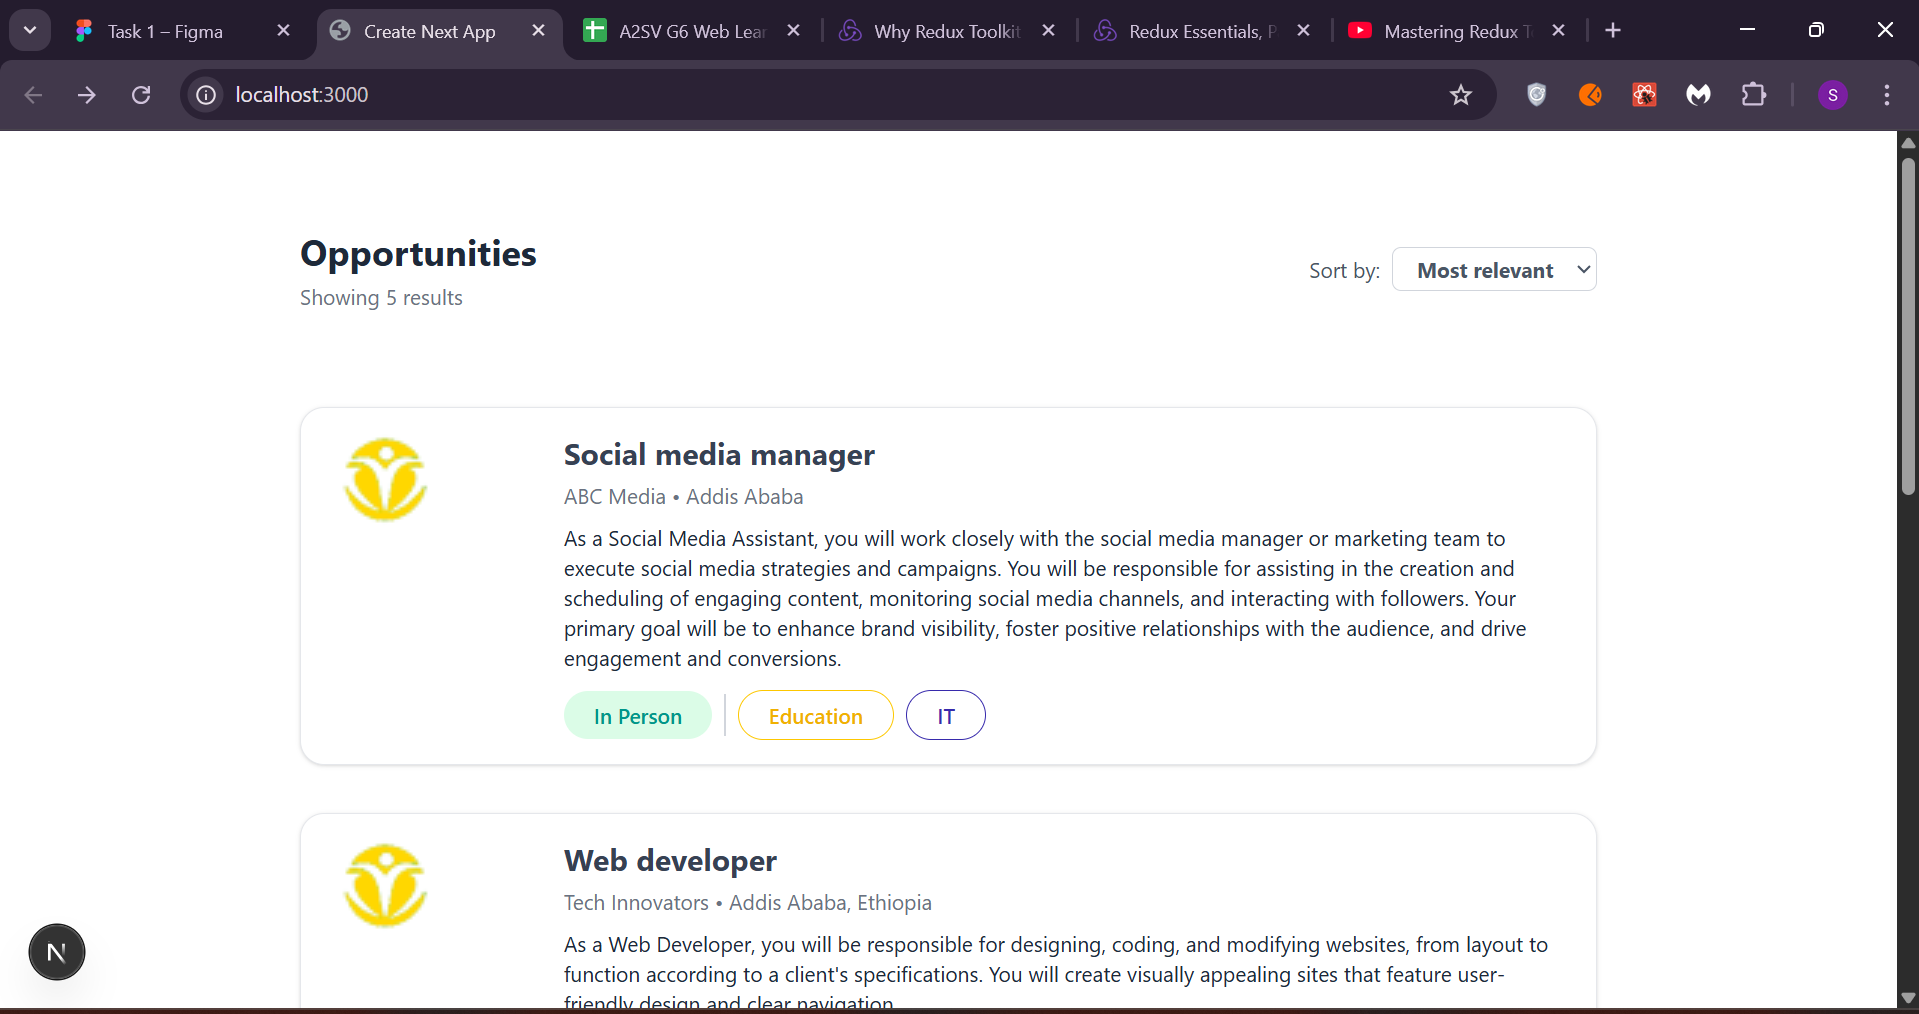 Task 1 – Figma
Create Next App
A2SV G6 Web Lear
Why Redux Toolkit
Redux Essentials, P
Mastering Redux T
localhost:3000
S
Opportunities
Showing 5 results
Sort by:
Most relevant
Social media manager
ABC Media • Addis Ababa
As a Social Media Assistant, you will work closely with the social media manager or marketing team to
execute social media strategies and campaigns. You will be responsible for assisting in the creation and
scheduling of engaging content, monitoring social media channels, and interacting with followers. Your
primary goal will be to enhance brand visibility, foster positive relationships with the audience, and drive
engagement and conversions.
In Person
Education
IT
Web developer
Tech Innovators • Addis Ababa, Ethiopia
As a Web Developer, you will be responsible for designing, coding, and modifying websites, from layout to
function according to a client's specifications. You will create visually appealing sites that feature user-
friendly design and clear navigation.
N